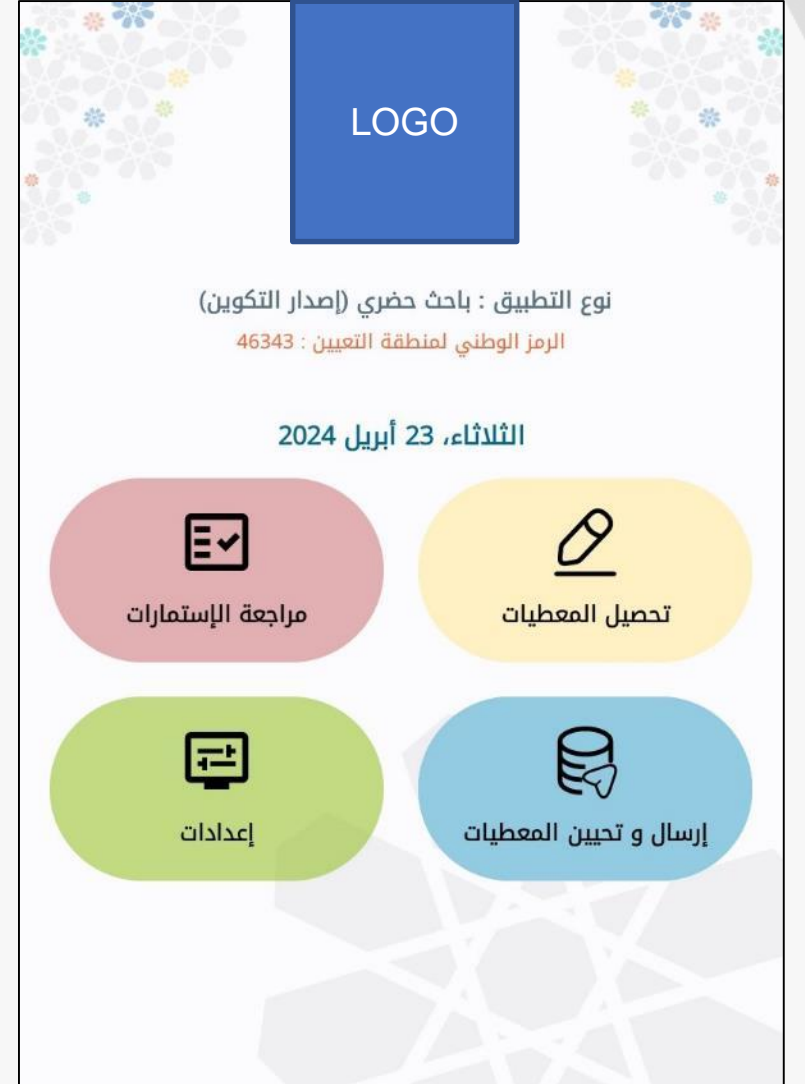 LOGO
نوع التطبيق : باحث حضري (إصدار التكوين)
الرمز الوطني لمنطقة التعيين : 46343
الثلاثاء، 23 أبريل 2024
تحصيل المعطيات
مراجعة الإستمارات
إرسال و تحيين المعطيات
إعدادات